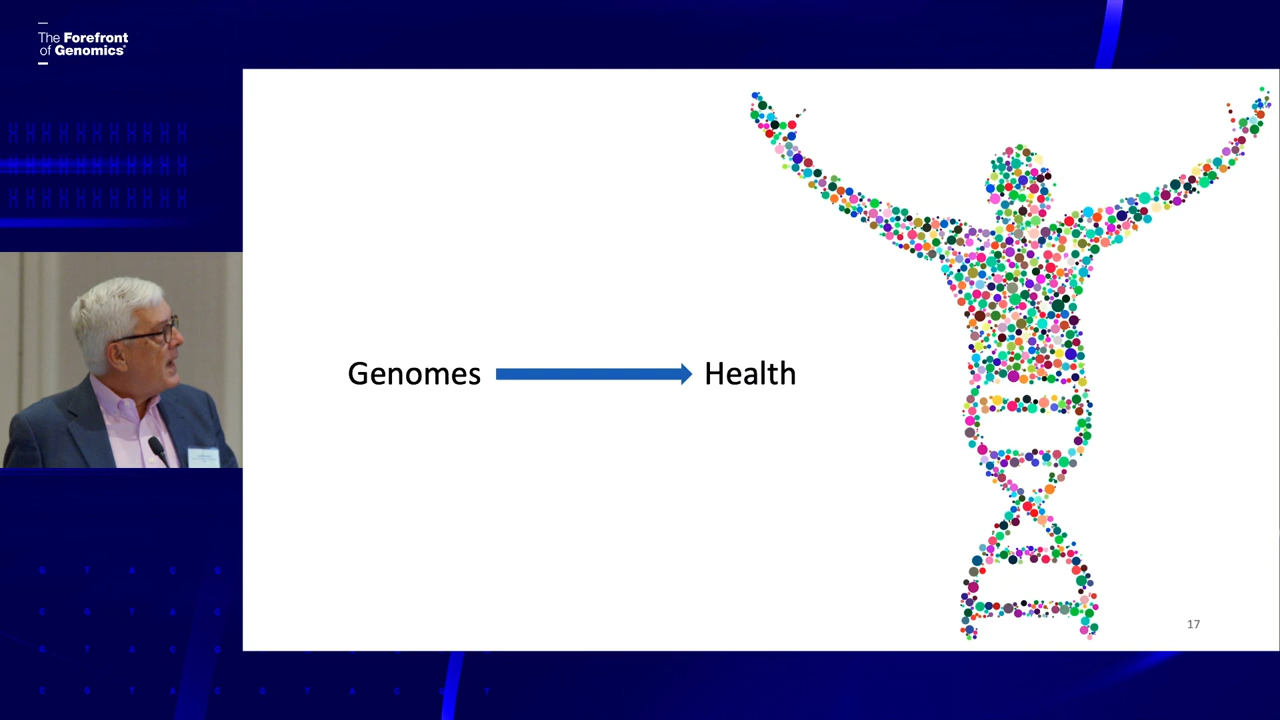 The Forefront
of Genomics®
Genomes
Health
17
G T A C G
C G T A C
G T A C G
C G T A C G T A C G T